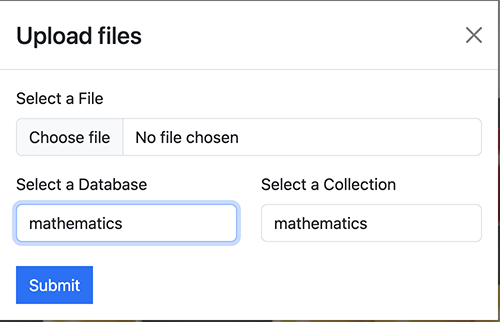 Upload files
Select a File
Choose file No file chosen
Select a Database Select a Collection
mathematics mathematics
Submit